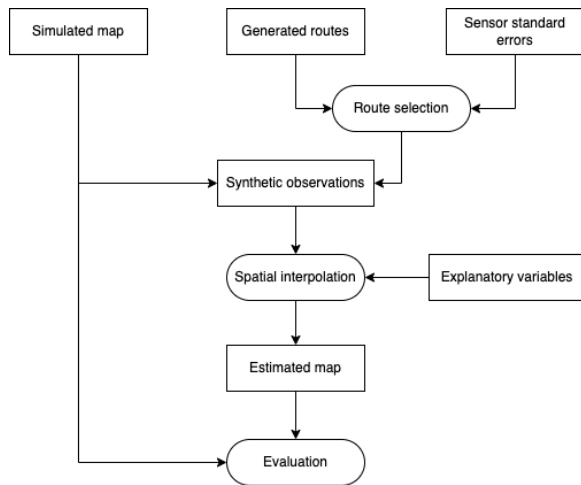 Simulated map
Generated routes
Sensor standard
errors
Route selection
Synthetic observations
Spatial interpolation
Explanatory variables
Estimated map
Evaluation